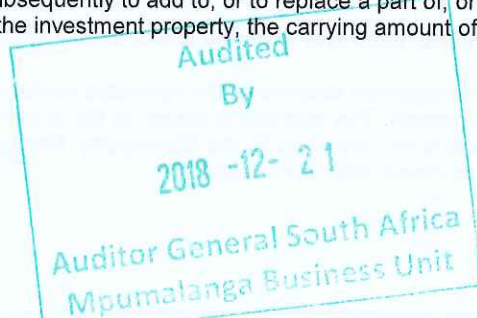 subsequently to add to, or to replace a part of, or
the investment property, the carrying amount of
Audited
By
2018 -12- 21
Auditor General South Africa
Mpumalanga Business Unit